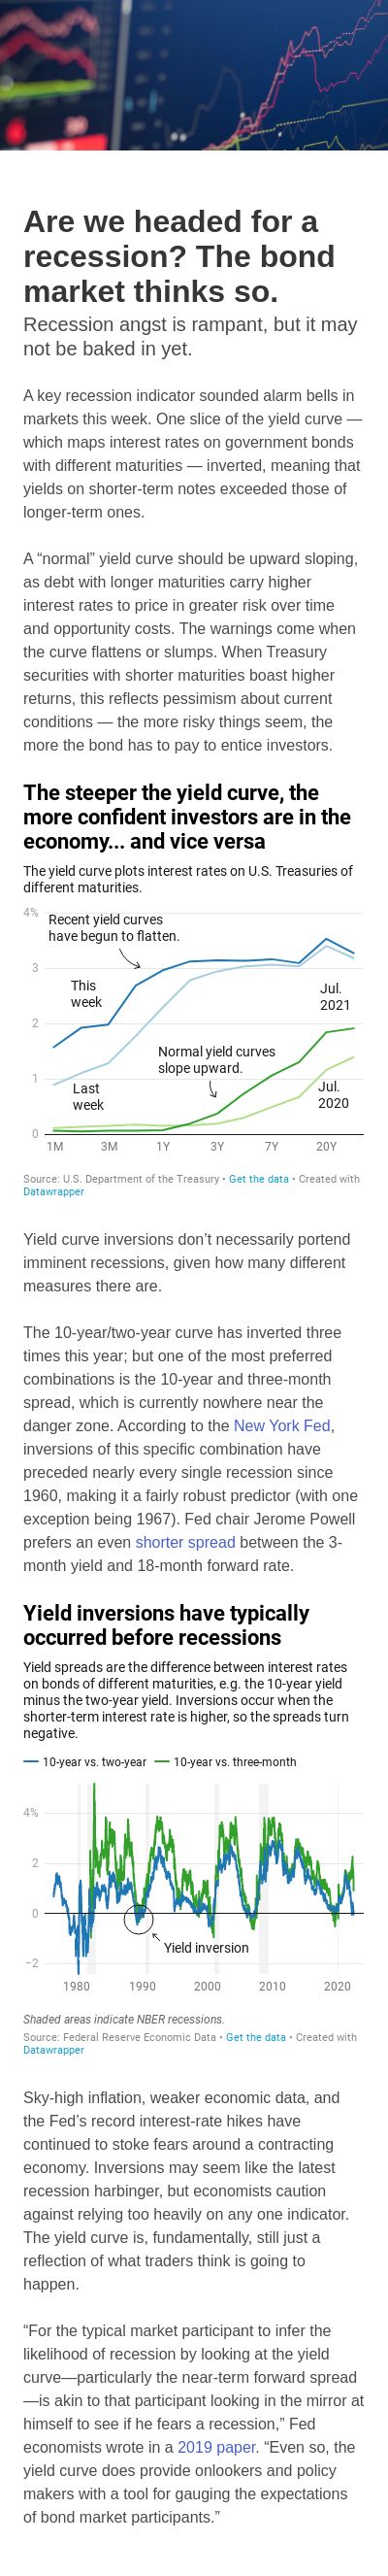 Are we headed for a
recession? The bond
market thinks so.
Recession angst is rampant, but it may
not be baked in yet.
A key recession indicator sounded alarm bells in
markets this week. One slice of the yield curve —
which maps interest rates on government bonds
with different maturities — inverted, meaning that
yields on shorter-term notes exceeded those of
longer-term ones.
A “normal” yield curve should be upward sloping,
as debt with longer maturities carry higher
interest rates to price in greater risk over time
and opportunity costs. The warnings come when
the curve flattens or slumps. When Treasury
securities with shorter maturities boast higher
returns, this reflects pessimism about current
conditions — the more risky things seem, the
more the bond has to pay to entice investors.
The steeper the yield curve, the
more confident investors are in the
economy... and vice versa
The yield curve plots interest rates on U.S. Treasuries of
different maturities.
4%
Recent yield curves
have begun to flatten.
3
This
week
Jul.
2021
2
Normal yield curves
slope upward.
1
Last
week
Jul.
2020
0
1M 3M 1Y 3Y 7Y 20Y
Source: U.S. Department of the Treasury • Get the data • Created with
Datawrapper
Yield curve inversions don’t necessarily portend
imminent recessions, given how many different
measures there are.
The 10-year/two-year curve has inverted three
times this year; but one of the most preferred
combinations is the 10-year and three-month
spread, which is currently nowhere near the
danger zone. According to the New York Fed,
inversions of this specific combination have
preceded nearly every single recession since
1960, making it a fairly robust predictor (with one
exception being 1967). Fed chair Jerome Powell
prefers an even shorter spread between the 3-
month yield and 18-month forward rate.
Yield inversions have typically
occurred before recessions
Yield spreads are the difference between interest rates
on bonds of different maturities, e.g. the 10-year yield
minus the two-year yield. Inversions occur when the
shorter-term interest rate is higher, so the spreads turn
negative.
10-year vs. two-year 10-year vs. three-month
4%
2
0
Yield inversion
−2
1980 1990 2000 2010 2020
Shaded areas indicate NBER recessions.
Source: Federal Reserve Economic Data • Get the data • Created with
Datawrapper
Sky-high inflation, weaker economic data, and
the Fed’s record interest-rate hikes have
continued to stoke fears around a contracting
economy. Inversions may seem like the latest
recession harbinger, but economists caution
against relying too heavily on any one indicator.
The yield curve is, fundamentally, still just a
reflection of what traders think is going to
happen.
“For the typical market participant to infer the
likelihood of recession by looking at the yield
curve—particularly the near-term forward spread
—is akin to that participant looking in the mirror at
himself to see if he fears a recession,” Fed
economists wrote in a 2019 paper. “Even so, the
yield curve does provide onlookers and policy
makers with a tool for gauging the expectations
of bond market participants.”